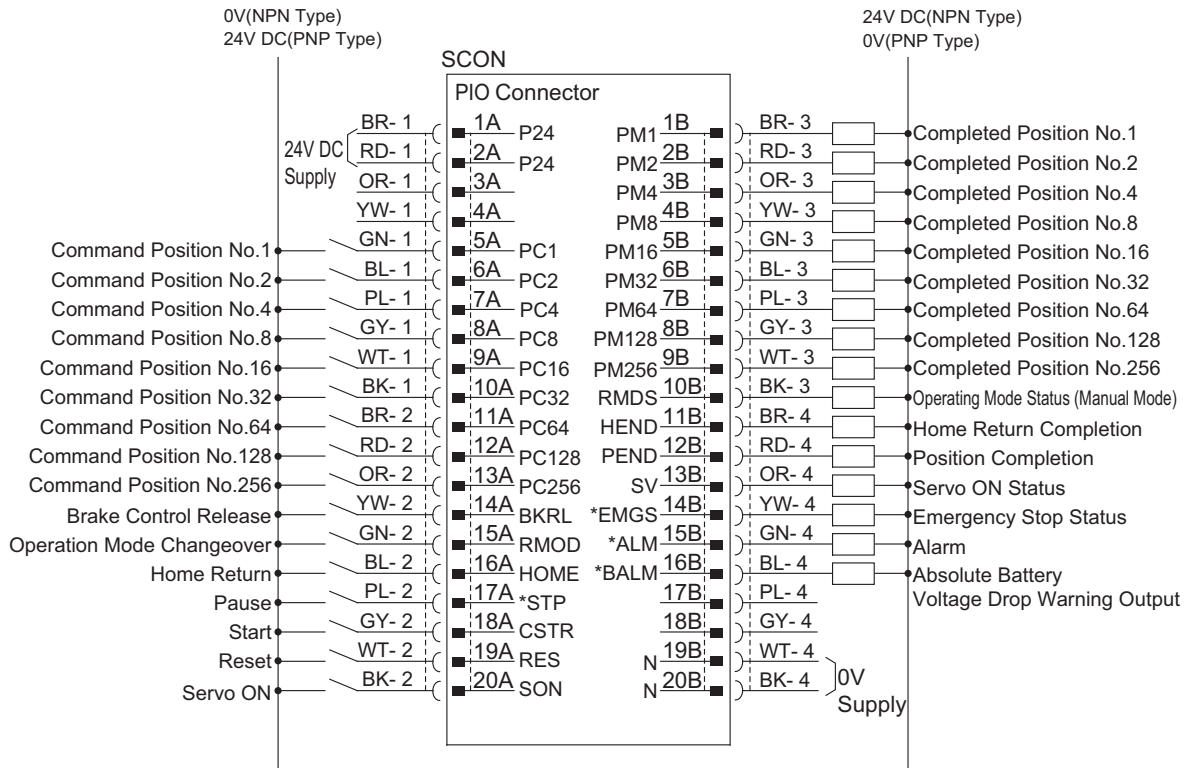 0V(NPN Type)
24V DC(PNP Type)
24V DC(NPN Type)
0V(PNP Type)
SCON
PIO Connector
24V DC
Supply
BR- 1 1A P24 PM1 1B BR- 3 Completed Position No.1
RD- 1 2A P24 PM2 2B RD- 3 Completed Position No.2
OR- 1 3A PM4 3B OR- 3 Completed Position No.4
YW- 1 4A PM8 4B YW- 3 Completed Position No.8
Command Position No.1 GN- 1 5A PC1 PM16 5B GN- 3 Completed Position No.16
Command Position No.2 BL- 1 6A PC2 PM32 6B BL- 3 Completed Position No.32
Command Position No.4 PL- 1 7A PC4 PM64 7B PL- 3 Completed Position No.64
Command Position No.8 GY- 1 8A PC8 PM128 8B GY- 3 Completed Position No.128
Command Position No.16 WT- 1 9A PC16 PM256 9B WT- 3 Completed Position No.256
Command Position No.32 BK- 1 10A PC32 RMDS 10B BK- 3 Operating Mode Status (Manual Mode)
Command Position No.64 BR- 2 11A PC64 HEND 11B BR- 4 Home Return Completion
Command Position No.128 RD- 2 12A PC128 PEND 12B RD- 4 Position Completion
Command Position No.256 OR- 2 13A PC256 SV 13B OR- 4 Servo ON Status
Brake Control Release YW- 2 14A BKRL *EMGS 14B YW- 4 Emergency Stop Status
Operation Mode Changeover GN- 2 15A RMOD *ALM 15B GN- 4 Alarm
Home Return BL- 2 16A HOME *BALM 16B BL- 4 Absolute Battery
Voltage Drop Warning Output
Pause PL- 2 17A *STP 17B PL- 4
Start GY- 2 18A CSTR 18B GY- 4
Reset WT- 2 19A RES N 19B WT- 4
Servo ON BK- 2 20A SON N 20B BK- 4
0V
Supply